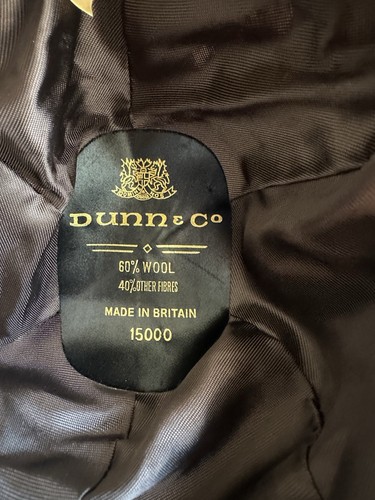 Dunn & Co
60% WOOL
40% OTHER FIBRES
MADE IN BRITAIN
15000